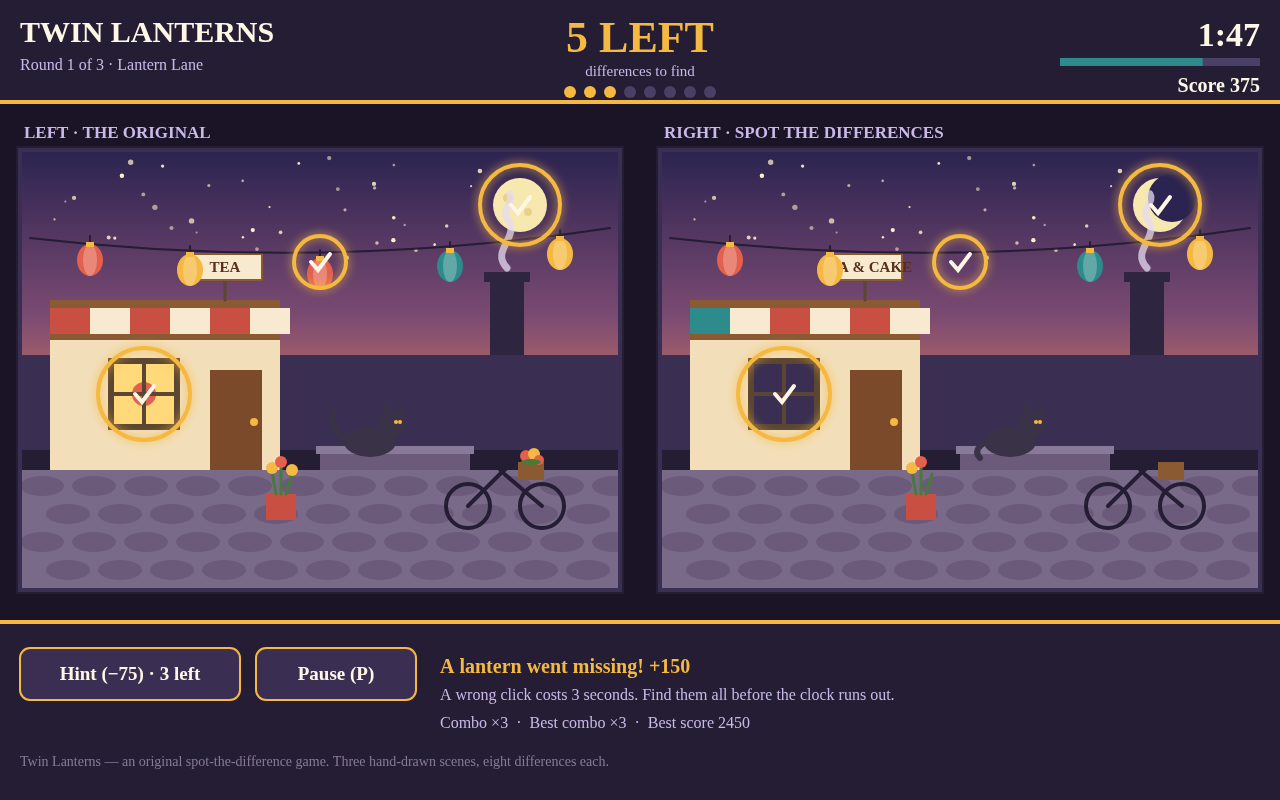 TWIN LANTERNS
Round 1 of 3 · Lantern Lane
5 LEFT
differences to find
1:47
Score 375
LEFT · THE ORIGINAL
RIGHT · SPOT THE DIFFERENCES
TEA
A & CAKE
Hint (−75) · 3 left
Pause (P)
A lantern went missing! +150
A wrong click costs 3 seconds. Find them all before the clock runs out.
Combo ×3 · Best combo ×3 · Best score 2450
Twin Lanterns — an original spot-the-difference game. Three hand-drawn scenes, eight differences each.